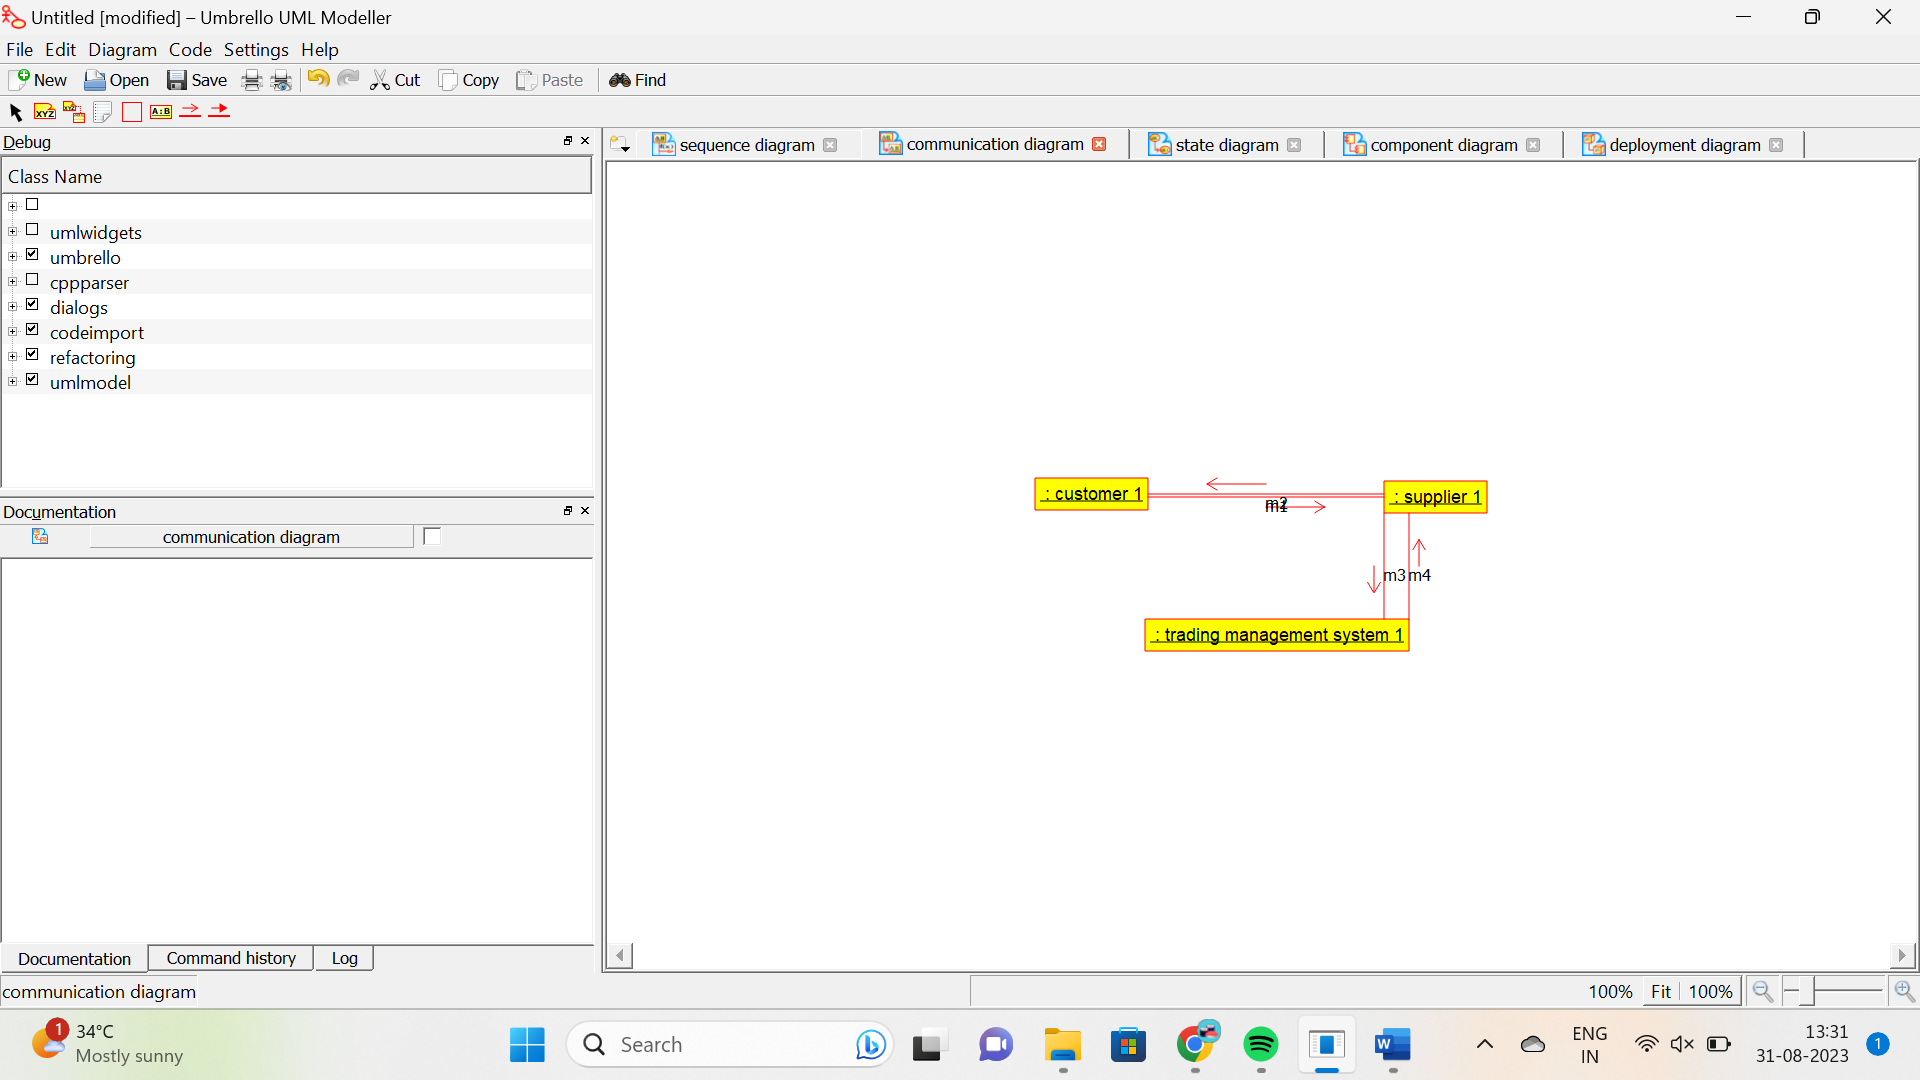 Untitled [modified] – Umbrello UML Modeller
File Edit Diagram Code Settings Help
New Open Save Cut Copy Paste Find
XYZ XYZ A:B
Debug
sequence diagram communication diagram state diagram component diagram deployment diagram
Class Name
umlwidgets
umbrello
cppparser
dialogs
codeimport
refactoring
umlmodel
: customer 1
: supplier 1
m2
m1
m3 m4
: trading management system 1
Documentation
communication diagram
Documentation Command history Log
communication diagram
100% Fit 100%
1
34°C
Mostly sunny
Search
W
ENG
IN
13:31
31-08-2023
1